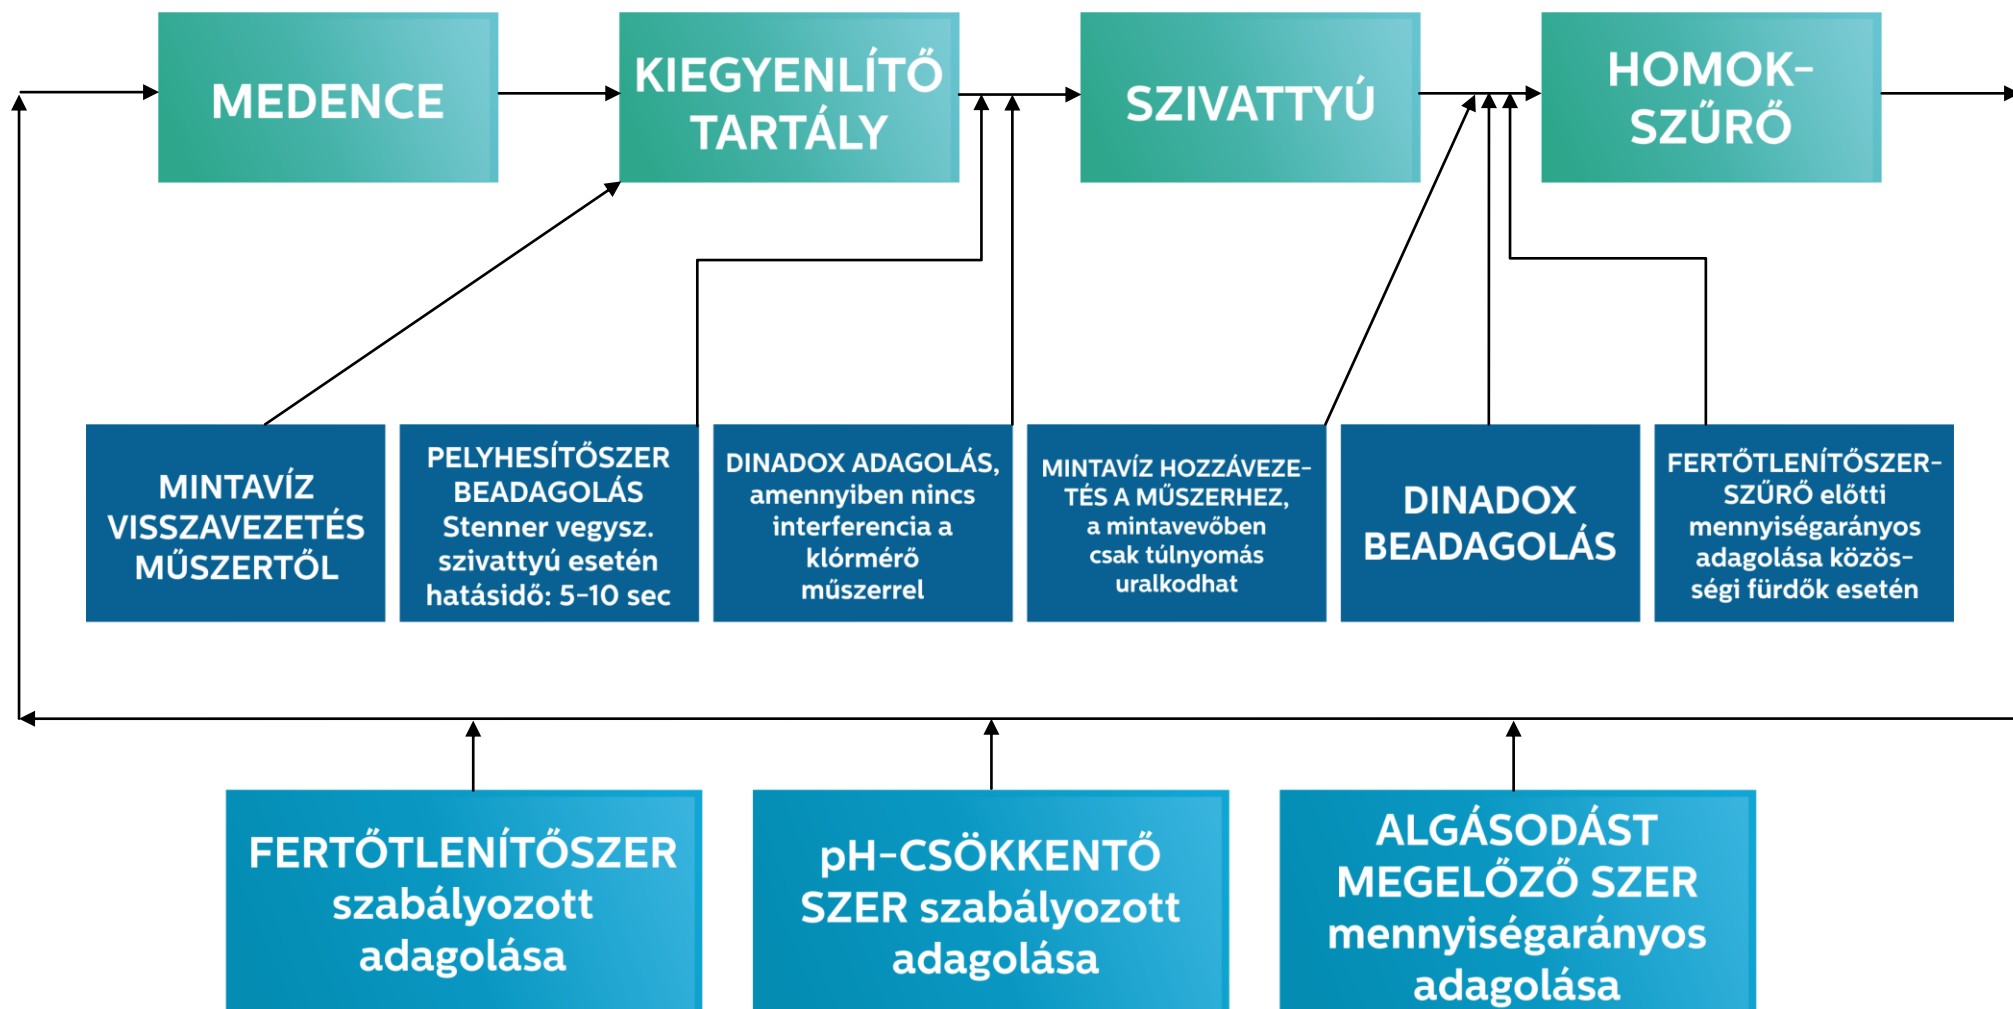 MEDENCE
KIEGYENLÍTŐ
TARTÁLY
SZIVATTYÚ
HOMOK-
SZŰRŐ
MINTAVÍZ
VISSZAVEZETÉS
MŰSZERTŐL
PELYHESÍTŐSZER
BEADAGOLÁS
Stenner vegysz.
szivattyú esetén
hatásidő: 5-10 sec
DINADOX ADAGOLÁS,
amennyiben nincs
interferencia a
klórmérő
műszerrel
MINTAVÍZ HOZZÁVEZE-
TÉS A MŰSZERHEZ,
a mintavevőben
csak túlnyomás
uralkodhat
DINADOX
BEADAGOLÁS
FERTŐTLENÍTŐSZER-
SZŰRŐ előtti
mennyiségarányos
adagolása közös-
ségi fürdők esetén
FERTŐTLENÍTŐSZER
szabályozott
adagolása
pH-CSÖKKENTŐ
SZER szabályozott
adagolása
ALGÁSODÁST
MEGELŐZŐ SZER
mennyiségarányos
adagolása